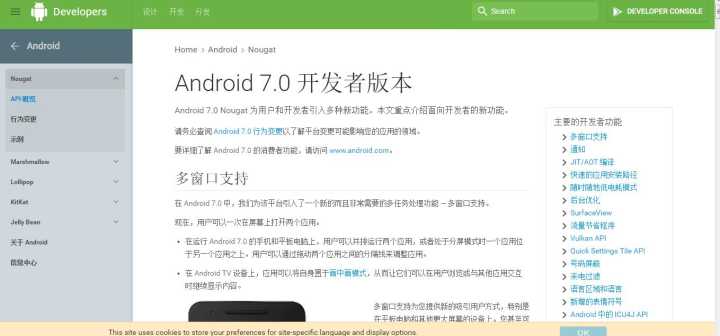 Developers
设计 开发 分发
Search
DEVELOPER CONSOLE
Android
Nougat
API 概览
行为变更
示例
Marshmallow
Lollipop
KitKat
Jelly Bean
关于 Android
信息中心
Home > Android > Nougat
Android 7.0 开发者版本
Android 7.0 Nougat 为用户和开发者引入多种新功能。本文重点介绍面向开发者的新功能。
请务必查阅 Android 7.0 行为变更以了解平台变更可能影响您的应用的领域。
要详细了解 Android 7.0 的消费者功能，请访问 www.android.com。
多窗口支持
在 Android 7.0 中，我们为该平台引入了一个新的而且非常需要的多任务处理功能 — 多窗口支持。
现在，用户可以一次在屏幕上打开两个应用。
• 在运行 Android 7.0 的手机和平板电脑上，用户可以并排运行两个应用，或者处于分屏模式时一个应用位
于另一个应用之上。用户可以通过拖动两个应用之间的分隔线来调整应用。
• 在 Android TV 设备上，应用可以将自身置于画中画模式，从而让它们可以在用户浏览或与其他应用交互
时继续显示内容。
多窗口支持为您提供新的吸引用户方式，特别是
在平板电脑和其他更大屏幕的设备上。您甚至可
主要的开发者功能
多窗口支持
通知
JIT/AOT 编译
快速的应用安装路径
随时随地低电耗模式
后台优化
SurfaceView
流量节省程序
Vulkan API
Quick Settings Tile API
号码屏蔽
来电过滤
语言区域和语言
新增的表情符号
Android 中的 ICU4J API
This site uses cookies to store your preferences for site-specific language and display options.
OK